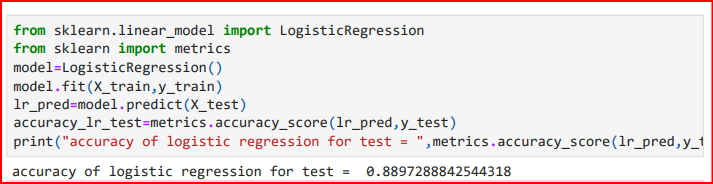 from sklearn.linear_model import LogisticRegression
from sklearn import metrics
model=LogisticRegression()
model.fit(X_train,y_train)
lr_pred=model.predict(X_test)
accuracy_lr_test=metrics.accuracy_score(lr_pred,y_test)
print("accuracy of logistic regression for test = ",metrics.accuracy_score(lr_pred,y_t
accuracy of logistic regression for test =  0.8897288842544318